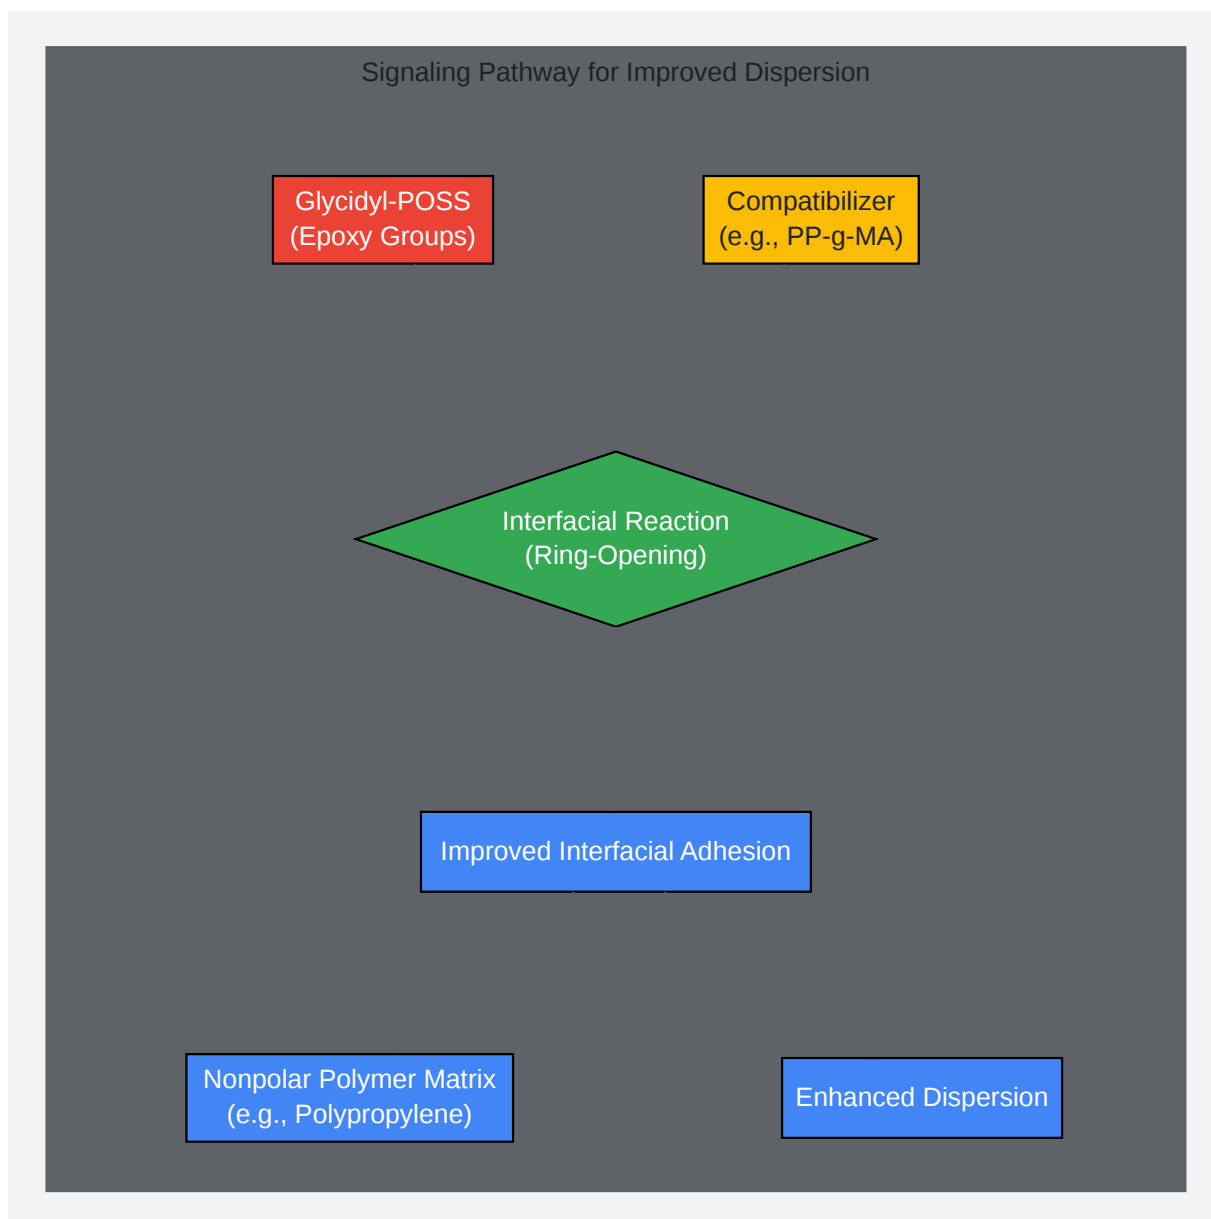 Signaling Pathway for Improved Dispersion
Glycidyl-POSS
(Epoxy Groups)
Compatibilizer
(e.g., PP-g-MA)
Interfacial Reaction
(Ring-Opening)
Improved Interfacial Adhesion
Nonpolar Polymer Matrix
(e.g., Polypropylene)
Enhanced Dispersion